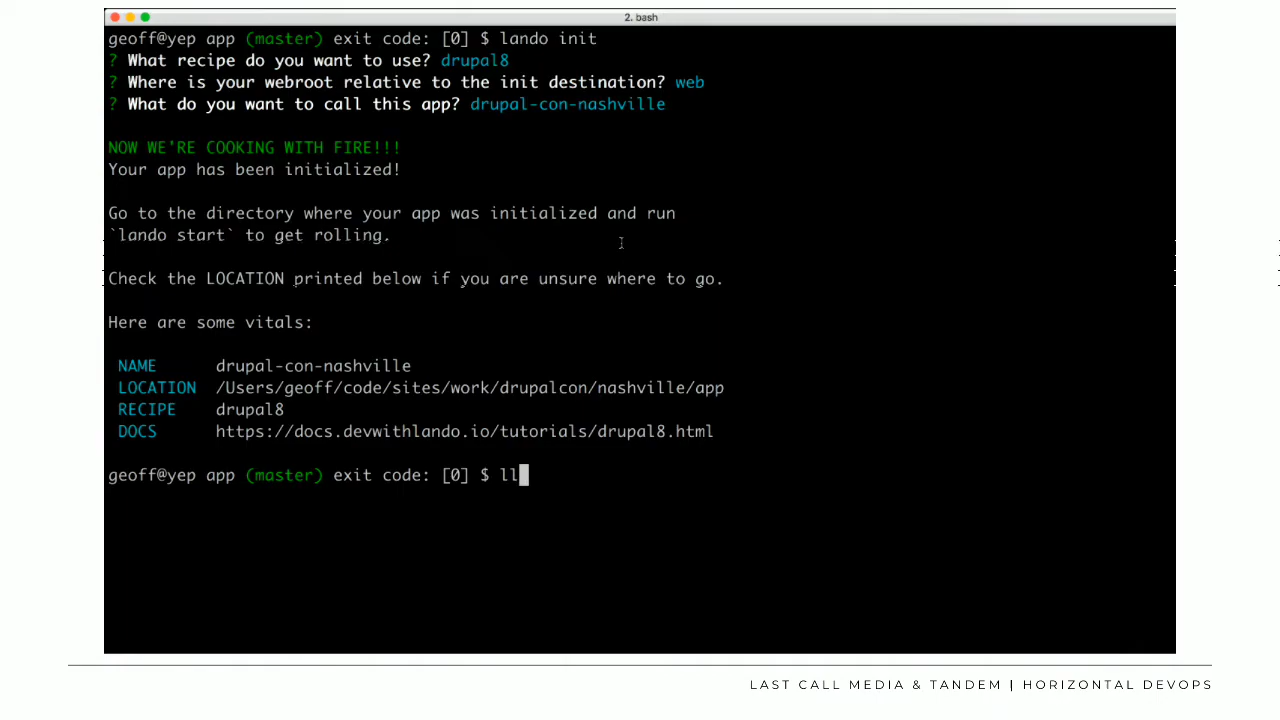 2. bash
geoff@yep app (master) exit code: [0] $ lando init
? What recipe do you want to use? drupal8
? Where is your webroot relative to the init destination? web
? What do you want to call this app? drupal-con-nashville
NOW WE'RE COOKING WITH FIRE!!!
Your app has been initialized!
Go to the directory where your app was initialized and run
`lando start` to get rolling.
Check the LOCATION printed below if you are unsure where to go.
Here are some vitals:
NAME drupal-con-nashville
LOCATION /Users/geoff/code/sites/work/drupalcon/nashville/app
RECIPE drupal8
DOCS https://docs.devwithlando.io/tutorials/drupal8.html
geoff@yep app (master) exit code: [0] $ ll
LAST CALL MEDIA & TANDEM | HORIZONTAL DEVOPS